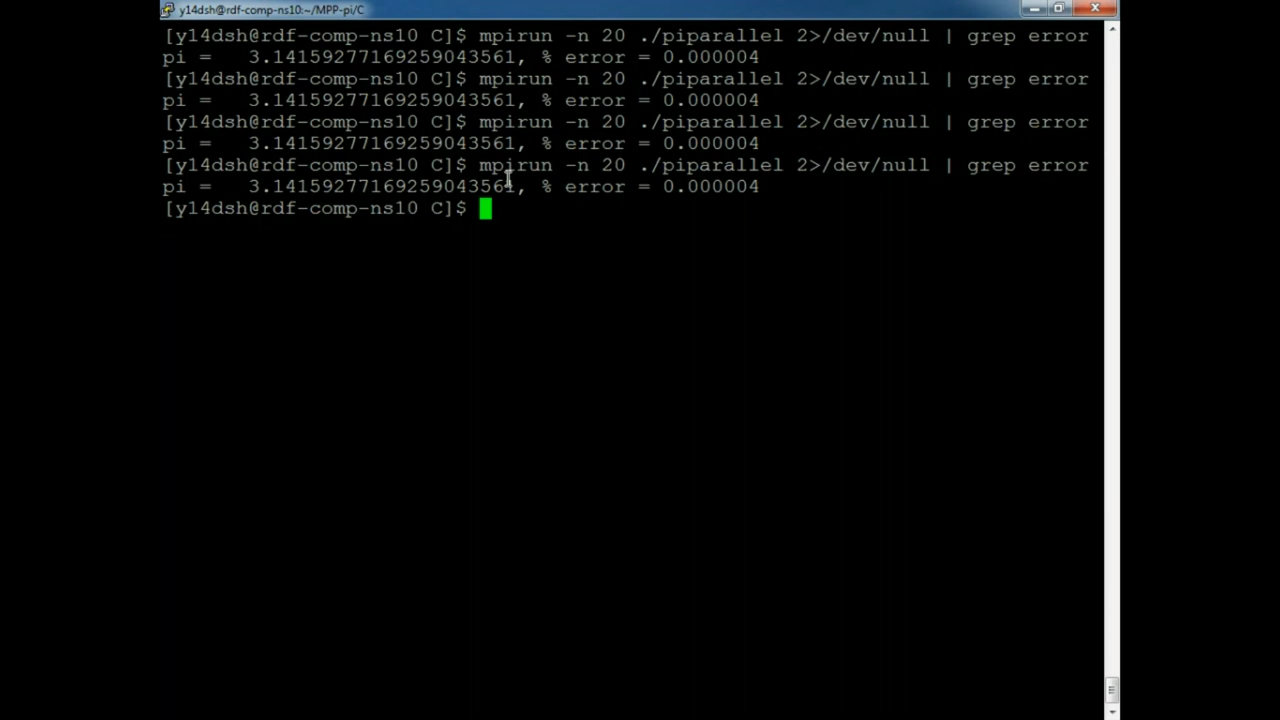 y14dsh@rdf-comp-ns10:~/MPP-pi/C
[y14dsh@rdf-comp-ns10 C]$ mpirun -n 20 ./piparallel 2>/dev/null | grep error
pi =   3.14159277169259043561, % error = 0.000004
[y14dsh@rdf-comp-ns10 C]$ mpirun -n 20 ./piparallel 2>/dev/null | grep error
pi =   3.14159277169259043561, % error = 0.000004
[y14dsh@rdf-comp-ns10 C]$ mpirun -n 20 ./piparallel 2>/dev/null | grep error
pi =   3.14159277169259043561, % error = 0.000004
[y14dsh@rdf-comp-ns10 C]$ mpirun -n 20 ./piparallel 2>/dev/null | grep error
pi =   3.14159277169259043561, % error = 0.000004
[y14dsh@rdf-comp-ns10 C]$